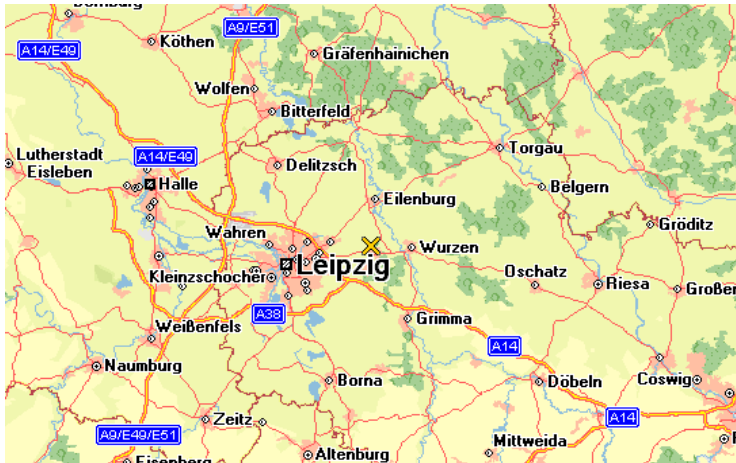 A9/E51
Köthen
A14/E49
Gräfenhainichen
Wolfen
Bitterfeld
Torgau
Lutherstadt
Eisleben
A14/E49
Delitzsch
Halle
Belgern
Eilenburg
Gröditz
Wahren
Wurzen
Leipzig
Kleinzschocher
Oschatz
Riesa
Großen
A38
Grimma
Weißenfels
A14
Naumburg
Borna
Döbeln
Coswig
Zeitz
A14
A9/E49/E51
Mittweida
Altenburg
Eisenberg